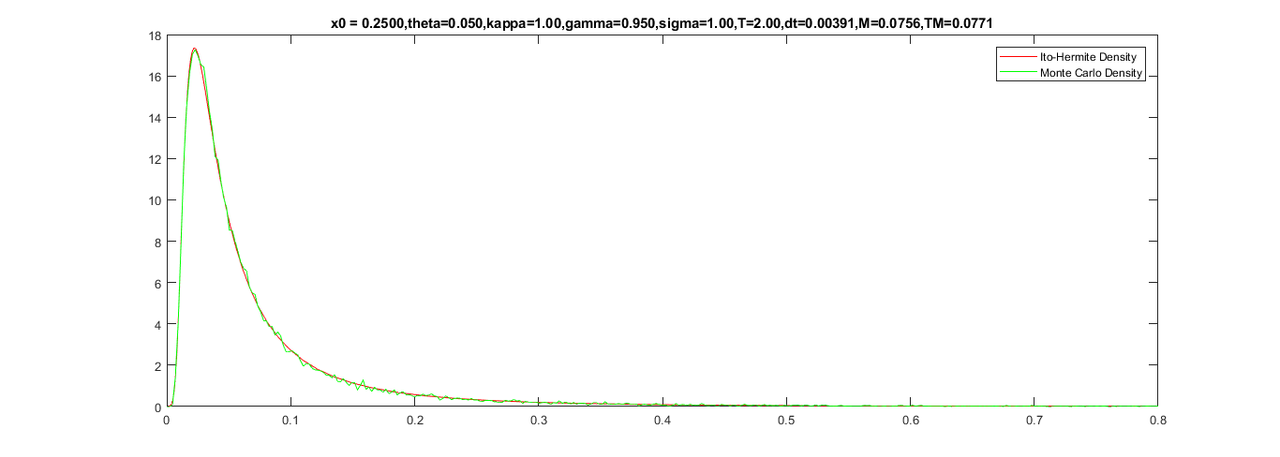 x0 = 0.2500,theta=0.050,kappa=1.00,gamma=0.950,sigma=1.00,T=2.00,dt=0.00391,M=0.0756,TM=0.0771
18
16
14
12
10
8
6
4
2
0
Ito-Hermite Density
Monte Carlo Density
0 0.1 0.2 0.3 0.4 0.5 0.6 0.7 0.8